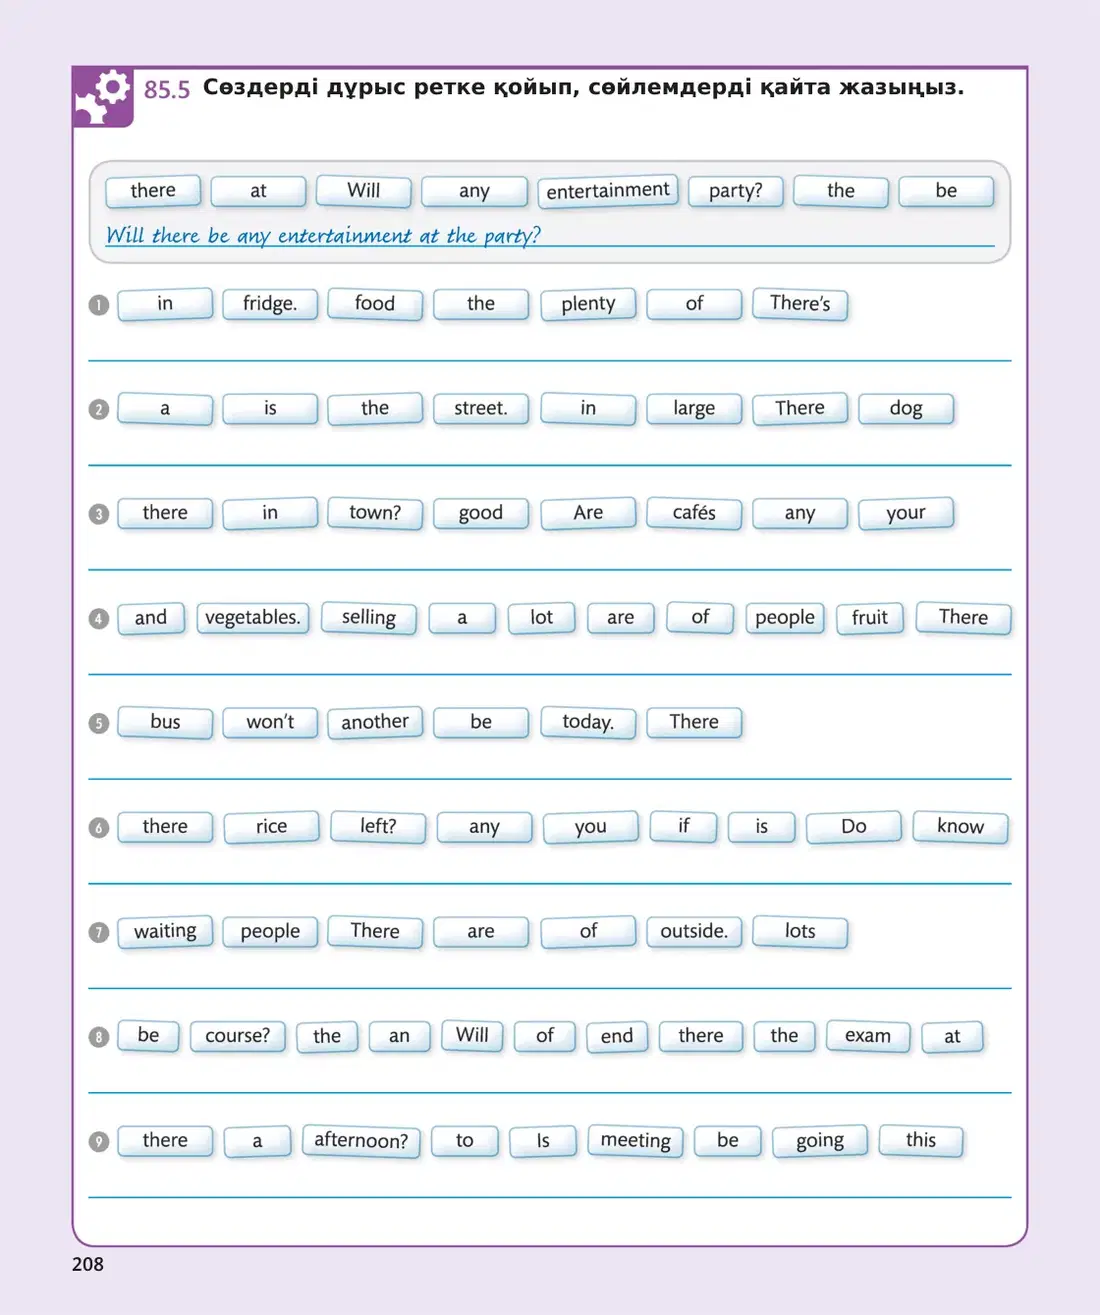 85.5 Сөздерді дұрыс ретке қойып, сөйлемдерді қайта жазыңыз.
there at Will any entertainment party? the be
Will there be any entertainment at the party?
1 in fridge. food the plenty of There's
2 a is the street. in large There dog
3 there in town? good Are cafés any your
4 and vegetables. selling a lot are of people fruit There
5 bus won't another be today. There
6 there rice left? any you if is Do know
7 waiting people There are of outside. lots
8 be course? the an Will of end there the exam at
9 there a afternoon? to Is meeting be going this
208